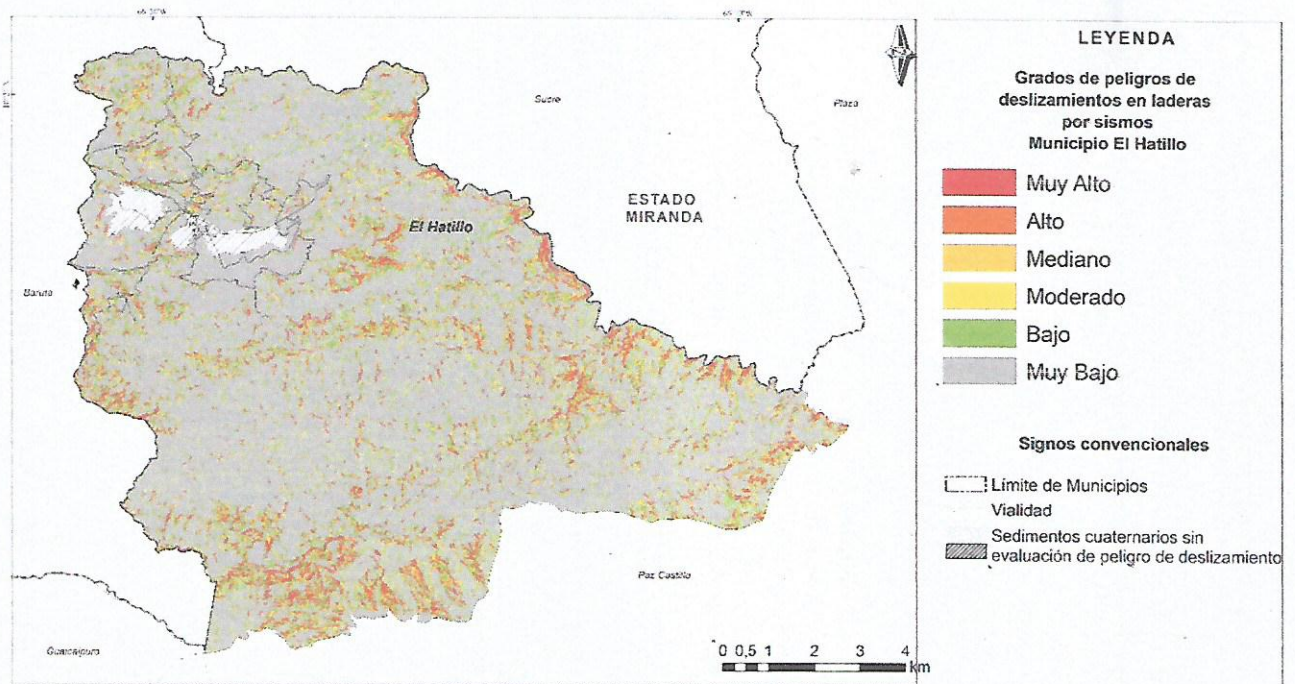 Sucre
Plaza
ESTADO
MIRANDA
El Hatillo
Baruta
Paz Castillo
Guaicaipuro
0 0,5 1 2 3 4
km
LEYENDA
Grados de peligros de
deslizamientos en laderas
por sismos
Municipio El Hatillo
Muy Alto
Alto
Mediano
Moderado
Bajo
Muy Bajo
Signos convencionales
Límite de Municipios
Vialidad
Sedimentos cuaternarios sin
evaluación de peligro de deslizamiento